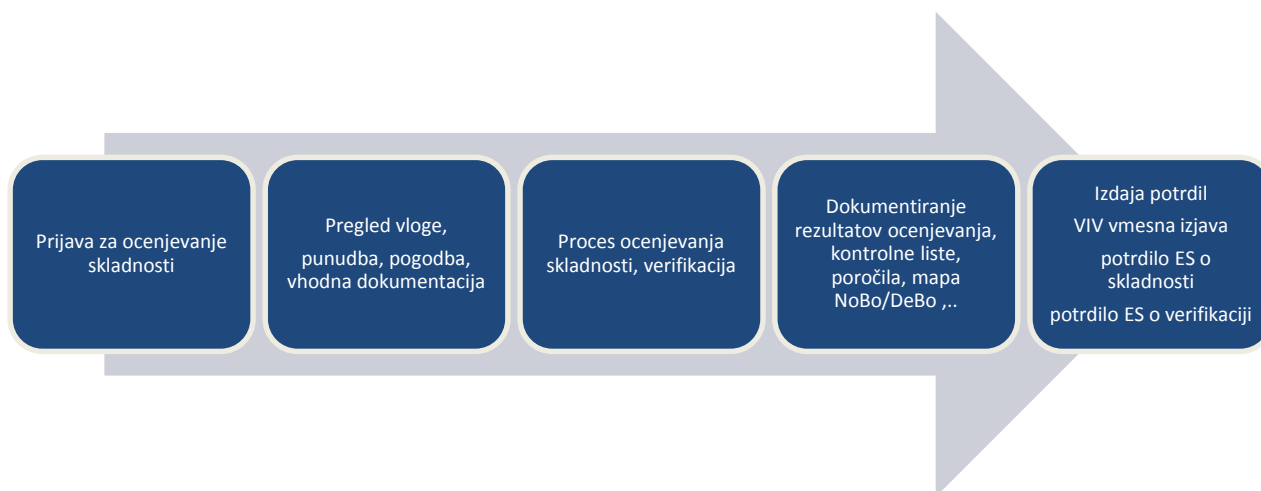 Prijava za ocenjevanje
skladnosti
Pregled vloge,
punudba, pogodba,
vhodna dokumentacija
Proces ocenjevanja
skladnosti, verifikacija
Dokumentiranje
rezultatov ocenjevanja,
kontrolne liste,
poročila, mapa
NoBo/DeBo ,..
Izdaja potrdil
VIV vmesna izjava
potrdilo ES o
skladnosti
potrdilo ES o verifikaciji